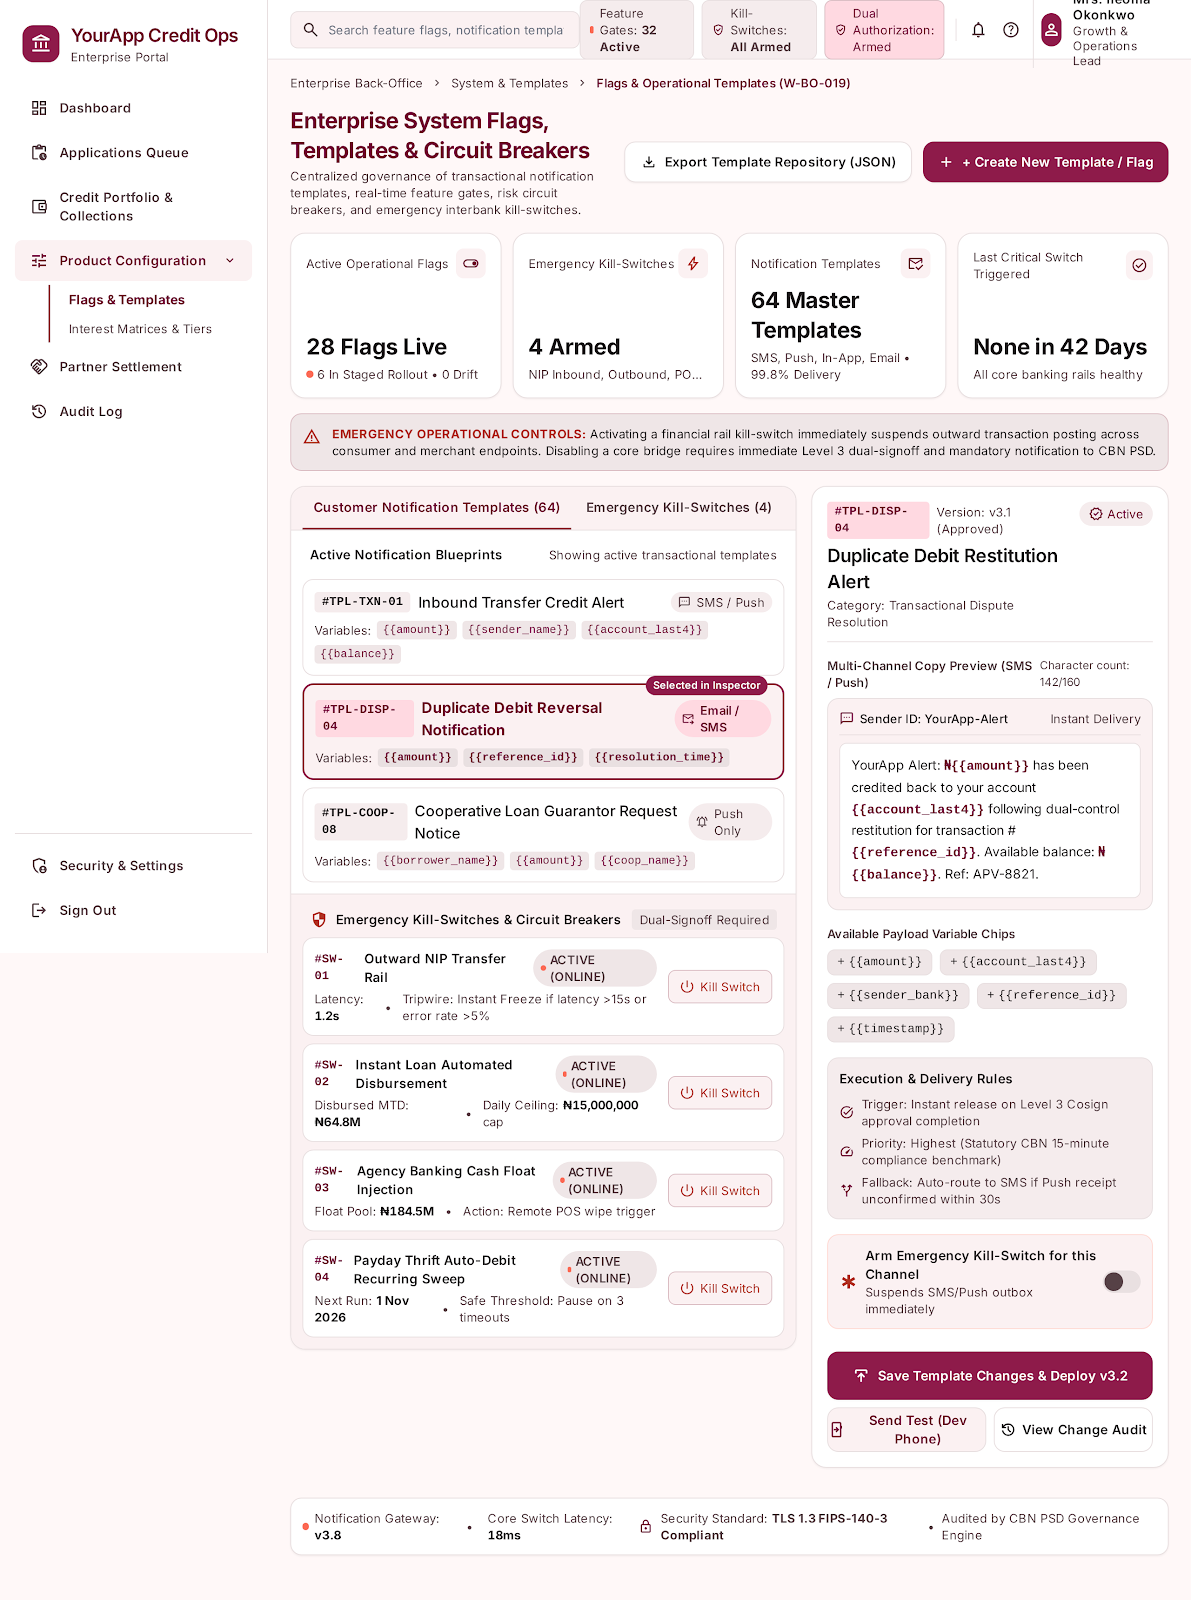 YourApp Credit Ops
Enterprise Portal
Dashboard
Applications Queue
Credit Portfolio &
Collections
Product Configuration
Flags & Templates
Interest Matrices & Tiers
Partner Settlement
Audit Log
Security & Settings
Sign Out
Search feature flags, notification templa
Feature
Gates: 32
Active
Kill-
Switches:
All Armed
Dual
Authorization:
Armed
Mrs. Ifeoma
Okonkwo
Growth &
Operations
Lead
Enterprise Back-Office > System & Templates > Flags & Operational Templates (W-BO-019)
Enterprise System Flags,
Templates & Circuit Breakers
Centralized governance of transactional notification
templates, real-time feature gates, risk circuit
breakers, and emergency interbank kill-switches.
Export Template Repository (JSON)
+ Create New Template / Flag
Active Operational Flags
28 Flags Live
6 In Staged Rollout • 0 Drift
Emergency Kill-Switches
4 Armed
NIP Inbound, Outbound, PO...
Notification Templates
64 Master
Templates
SMS, Push, In-App, Email •
99.8% Delivery
Last Critical Switch
Triggered
None in 42 Days
All core banking rails healthy
EMERGENCY OPERATIONAL CONTROLS: Activating a financial rail kill-switch immediately suspends outward transaction posting across
consumer and merchant endpoints. Disabling a core bridge requires immediate Level 3 dual-signoff and mandatory notification to CBN PSD.
Customer Notification Templates (64)
Emergency Kill-Switches (4)
Active Notification Blueprints
Showing active transactional templates
#TPL-TXN-01
Inbound Transfer Credit Alert
SMS / Push
Variables: {{amount}} {{sender_name}} {{account_last4}}
{{balance}}
Selected in Inspector
#TPL-DISP-
04
Duplicate Debit Reversal
Notification
Email /
SMS
Variables: {{amount}} {{reference_id}} {{resolution_time}}
#TPL-COOP-
08
Cooperative Loan Guarantor Request
Notice
Push
Only
Variables: {{borrower_name}} {{amount}} {{coop_name}}
Emergency Kill-Switches & Circuit Breakers
Dual-Signoff Required
#SW-
01
Outward NIP Transfer
Rail
ACTIVE
(ONLINE)
Latency:
1.2s
• Tripwire: Instant Freeze if latency >15s or
error rate >5%
Kill Switch
#SW-
02
Instant Loan Automated
Disbursement
ACTIVE
(ONLINE)
Disbursed MTD:
₦64.8M
• Daily Ceiling: ₦15,000,000
cap
Kill Switch
#SW-
03
Agency Banking Cash Float
Injection
ACTIVE
(ONLINE)
Float Pool: ₦184.5M • Action: Remote POS wipe trigger
Kill Switch
#SW-
04
Payday Thrift Auto-Debit
Recurring Sweep
ACTIVE
(ONLINE)
Next Run: 1 Nov
2026
• Safe Threshold: Pause on 3
timeouts
Kill Switch
#TPL-DISP-
04
Version: v3.1
(Approved)
Active
Duplicate Debit Restitution
Alert
Category: Transactional Dispute
Resolution
Multi-Channel Copy Preview (SMS
/ Push)
Character count:
142/160
Sender ID: YourApp-Alert
Instant Delivery
YourApp Alert: ₦{{amount}} has been
credited back to your account
{{account_last4}} following dual-control
restitution for transaction #
{{reference_id}}. Available balance: ₦
{{balance}}. Ref: APV-8821.
Available Payload Variable Chips
+ {{amount}} + {{account_last4}}
+ {{sender_bank}} + {{reference_id}}
+ {{timestamp}}
Execution & Delivery Rules
Trigger: Instant release on Level 3 Cosign
approval completion
Priority: Highest (Statutory CBN 15-minute
compliance benchmark)
Fallback: Auto-route to SMS if Push receipt
unconfirmed within 30s
Arm Emergency Kill-Switch for this
Channel
Suspends SMS/Push outbox
immediately
Save Template Changes & Deploy v3.2
Send Test (Dev
Phone)
View Change Audit
Notification Gateway:
v3.8
• Core Switch Latency:
18ms
Security Standard: TLS 1.3 FIPS-140-3
Compliant
• Audited by CBN PSD Governance
Engine